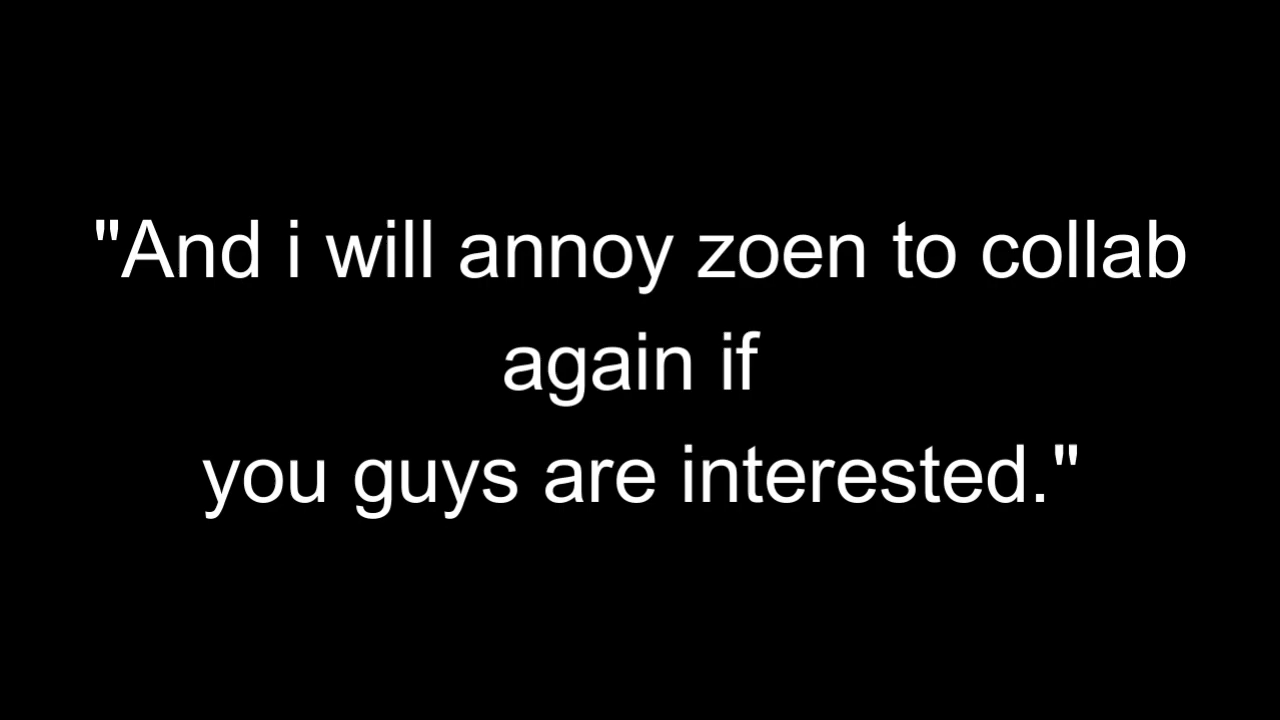 "And i will annoy zoen to collab
again if
you guys are interested."